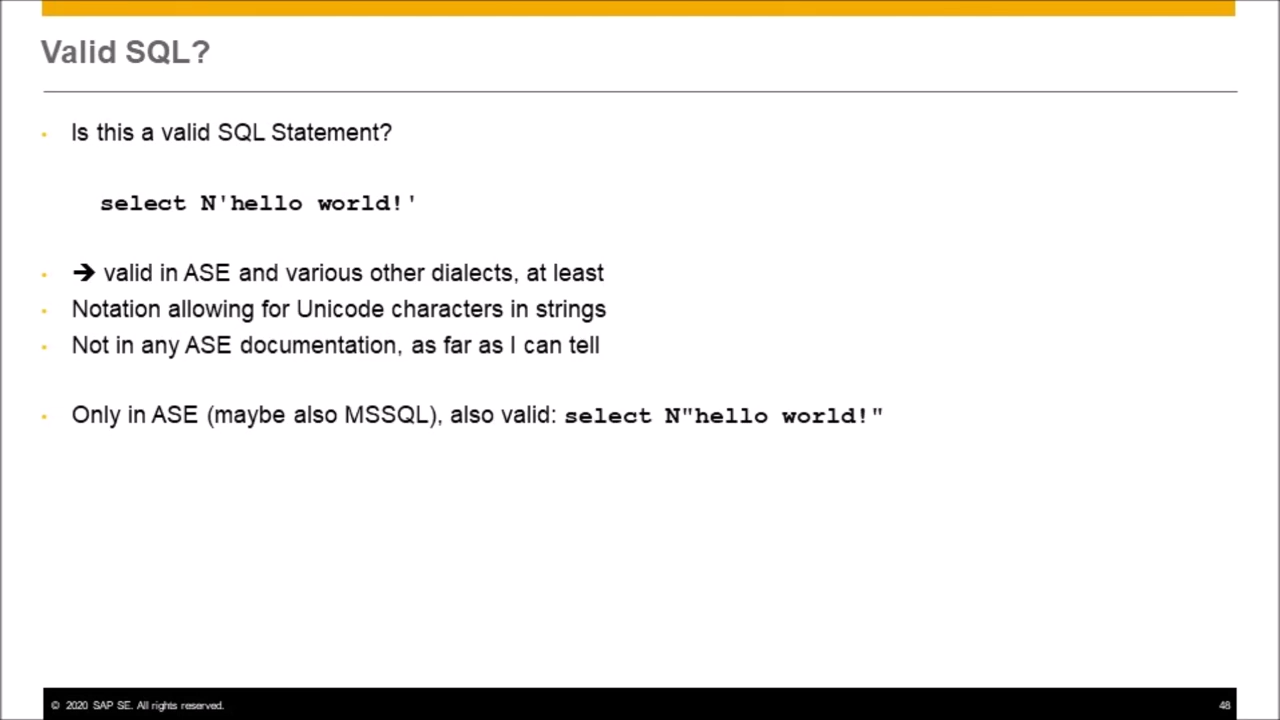 Valid SQL?
• Is this a valid SQL Statement?
select N'hello world!'
• ➔ valid in ASE and various other dialects, at least
• Notation allowing for Unicode characters in strings
• Not in any ASE documentation, as far as I can tell
• Only in ASE (maybe also MSSQL), also valid: select N"hello world!"
© 2020 SAP SE. All rights reserved. 48